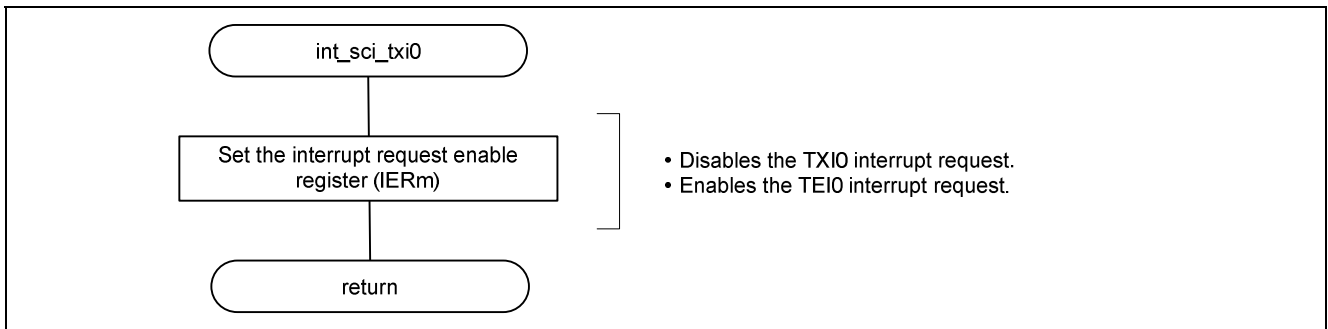 int_sci_txi0
Set the interrupt request enable
register (IERm)
• Disables the TXI0 interrupt request.
• Enables the TEI0 interrupt request.
return